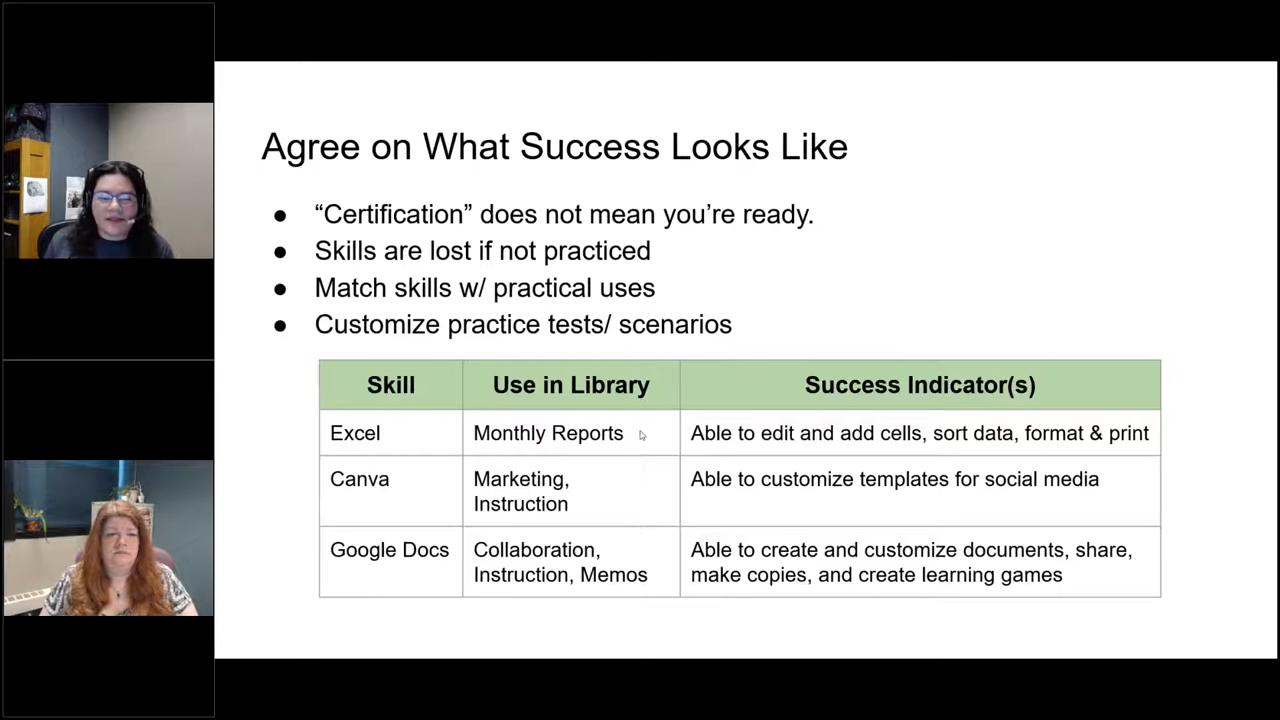 Agree on What Success Looks Like
● “Certification” does not mean you’re ready.
● Skills are lost if not practiced
● Match skills w/ practical uses
● Customize practice tests/ scenarios
Skill Use in Library Success Indicator(s)
Excel Monthly Reports Able to edit and add cells, sort data, format & print
Canva Marketing, Able to customize templates for social media
Instruction
Google Docs Collaboration, Able to create and customize documents, share,
Instruction, Memos make copies, and create learning games